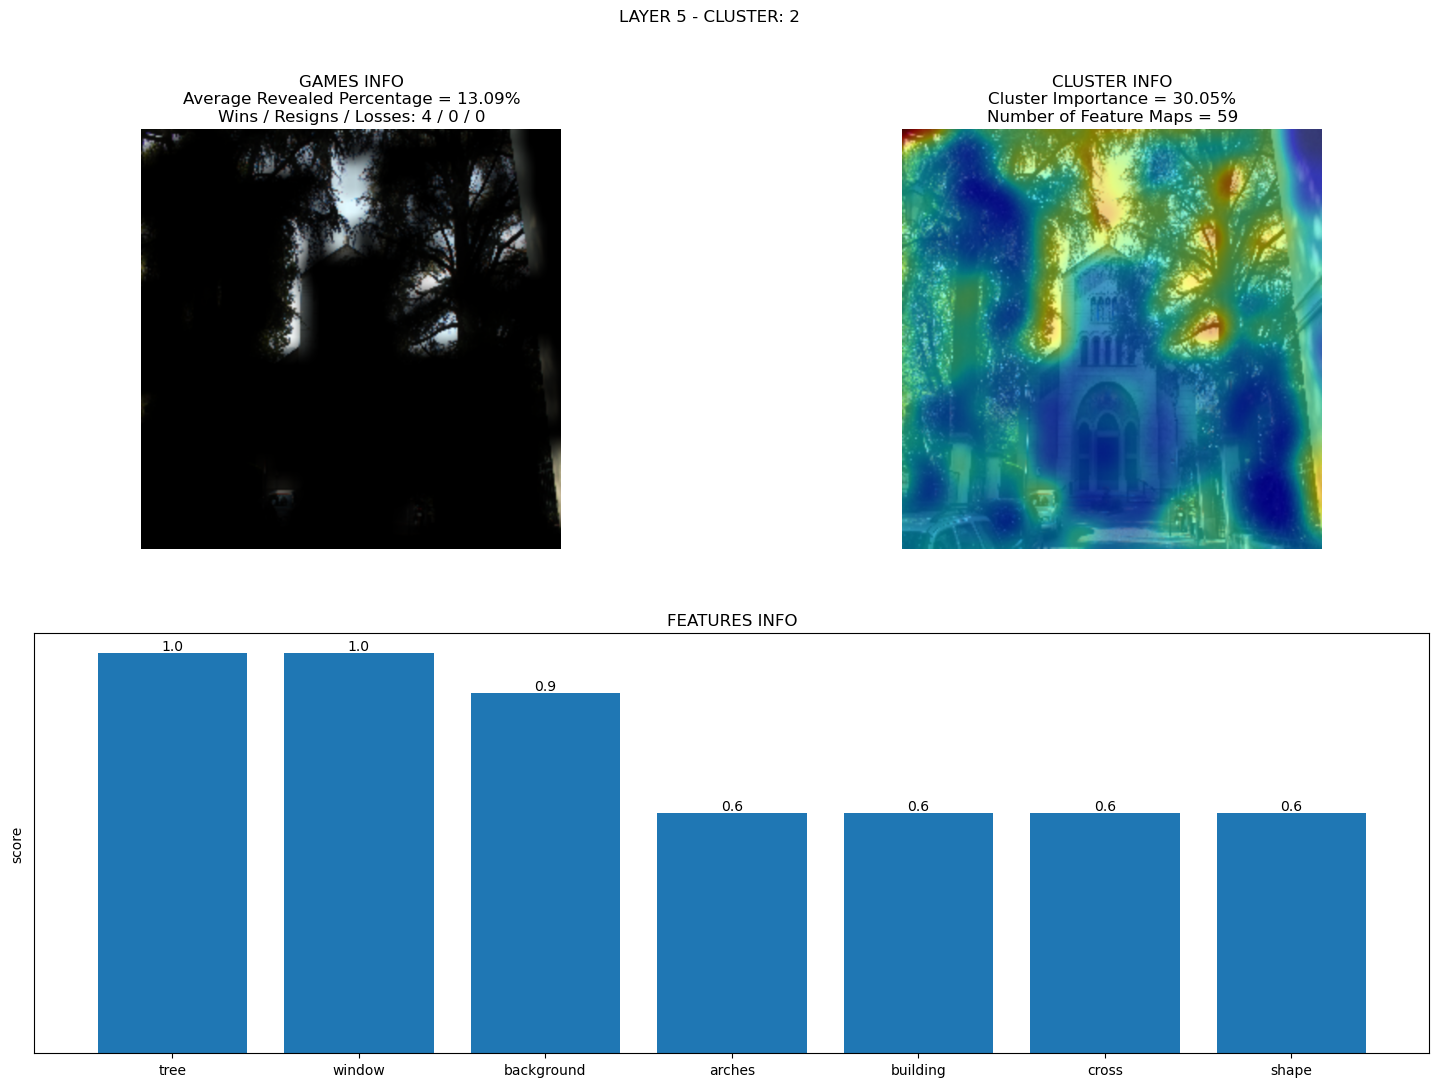 LAYER 5 - CLUSTER: 2
GAMES INFO
Average Revealed Percentage = 13.09%
Wins / Resigns / Losses: 4 / 0 / 0
CLUSTER INFO
Cluster Importance = 30.05%
Number of Feature Maps = 59
FEATURES INFO
score
1.0
1.0
0.9
0.6
0.6
0.6
0.6
tree
window
background
arches
building
cross
shape